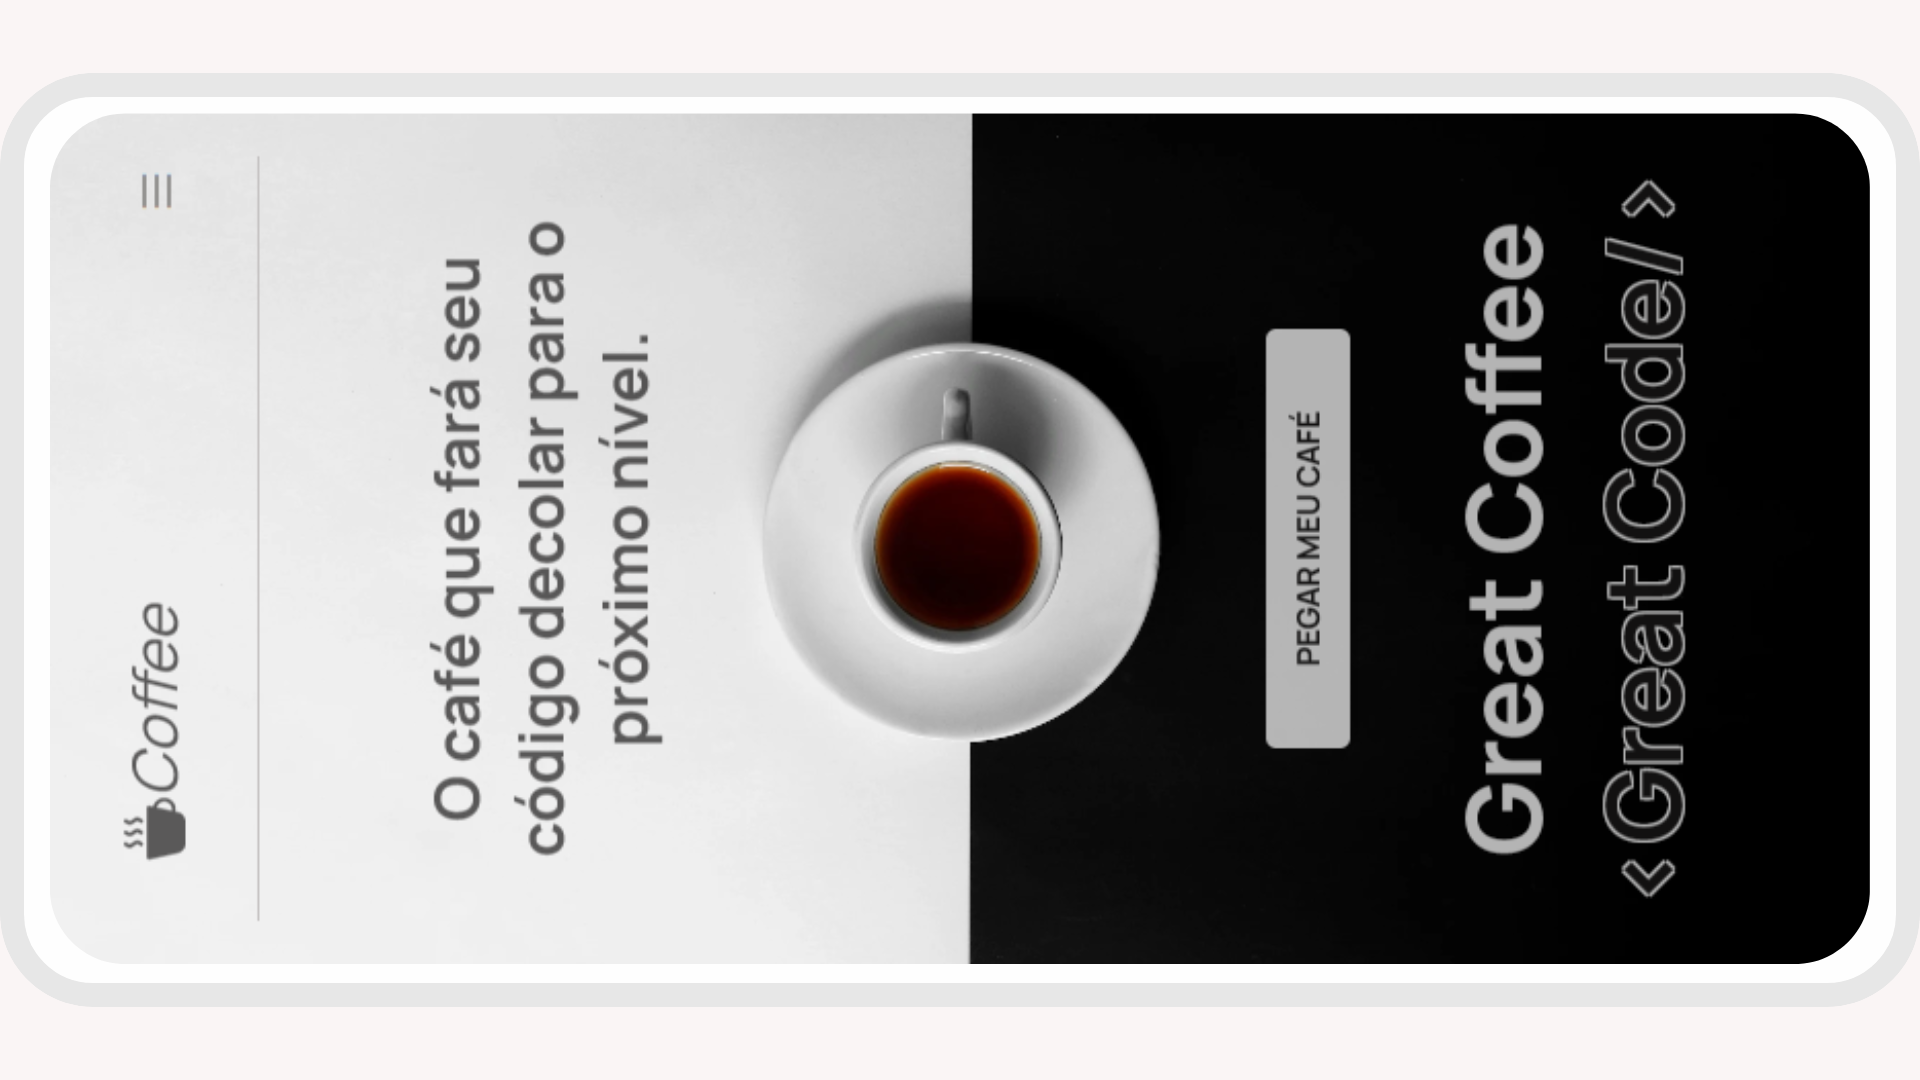 Coffee
O café que fará seu
código decolar para o
próximo nível.
PEGAR MEU CAFÉ
Great Coffee
<Great Code/>